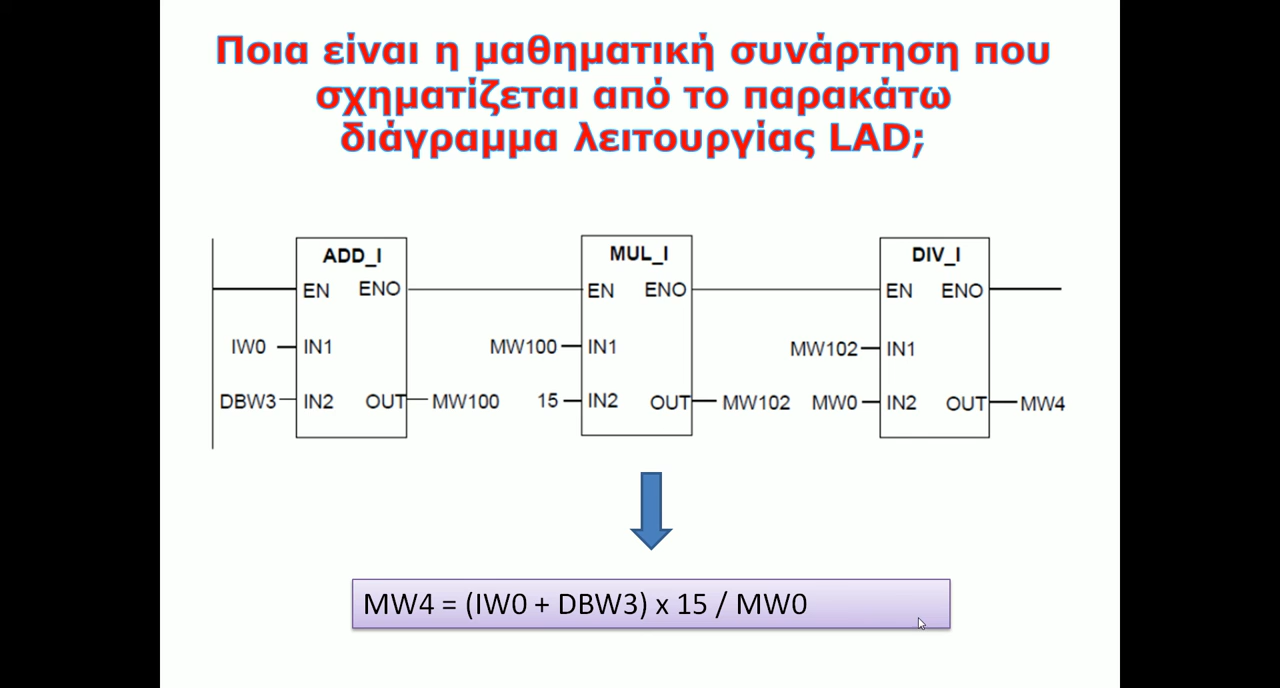 Ποια είναι η μαθηματική συνάρτηση που
σχηματίζεται από το παρακάτω
διάγραμμα λειτουργίας LAD;
ADD_I
MUL_I
DIV_I
EN ENO
EN ENO
EN ENO
IW0 IN1
MW100 IN1
MW102 IN1
DBW3 IN2 OUT MW100
15 IN2 OUT MW102
MW0 IN2 OUT MW4
MW4 = (IW0 + DBW3) x 15 / MW0